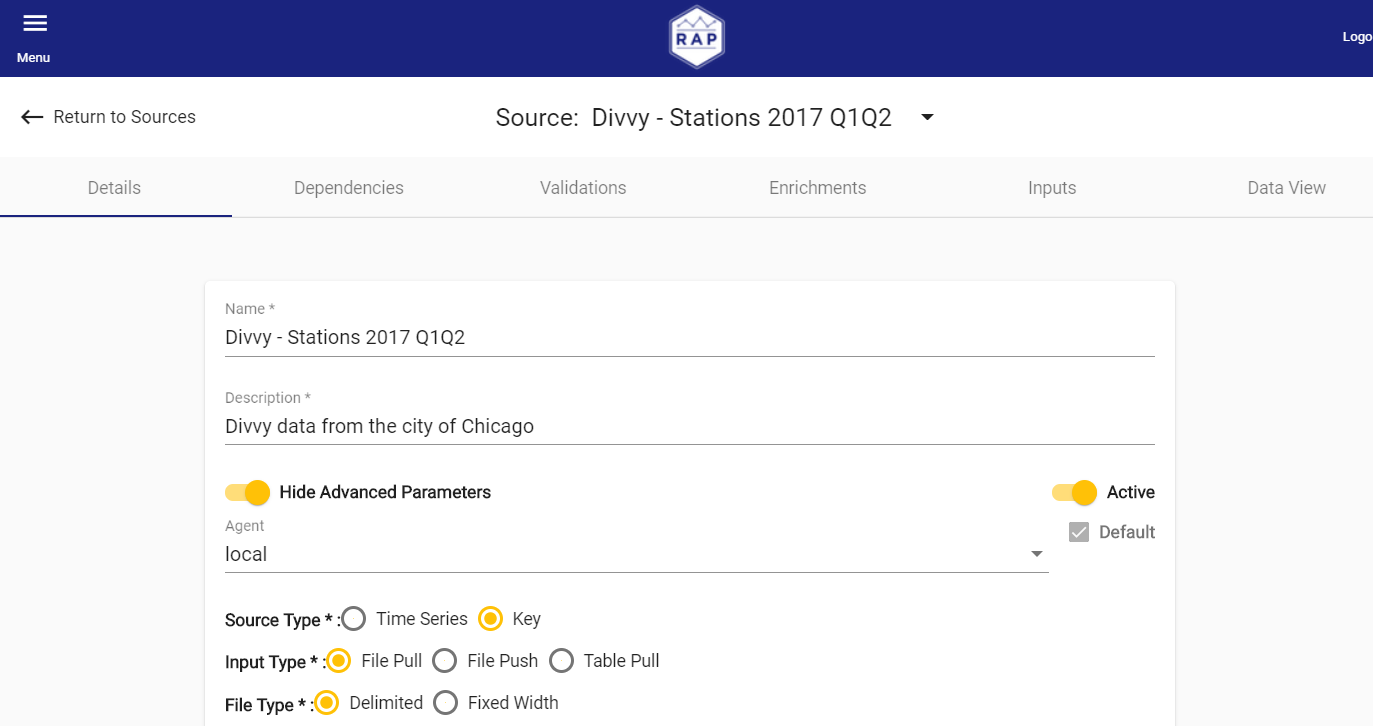 RAP
Logo
Menu
Return to Sources
Source: Divvy - Stations 2017 Q1Q2
Details Dependencies Validations Enrichments Inputs Data View
Name *
Divvy - Stations 2017 Q1Q2
Description *
Divvy data from the city of Chicago
Hide Advanced Parameters Active
Agent
local
Default
Source Type * : Time Series Key
Input Type * : File Pull File Push Table Pull
File Type * : Delimited Fixed Width